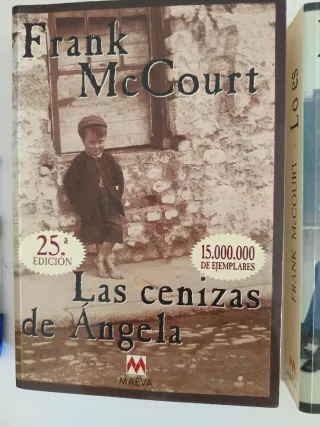 Frank
McCourt
25.ª
EDICIÓN
15.000.000
DE EJEMPLARES
Las cenizas
de Ángela
M
MAEVA
FRANK McCOURT Lo es